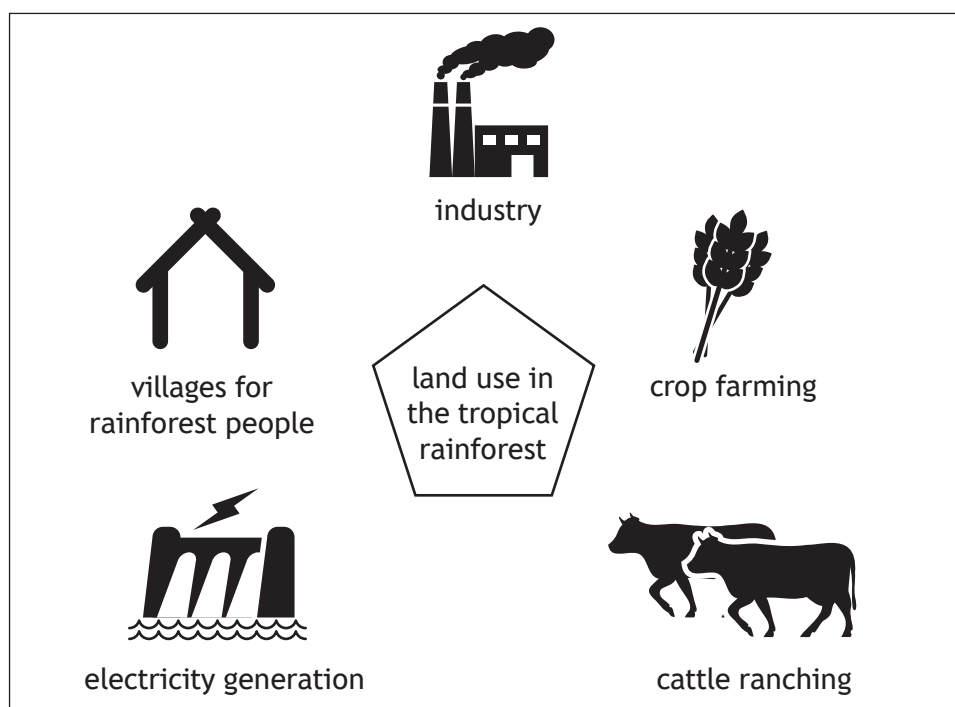 industry
villages for
rainforest people
land use in
the tropical
rainforest
crop farming
electricity generation
cattle ranching